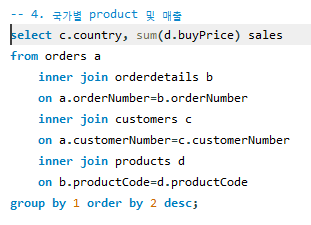 -- 4. 국가별 product 및 매출
select c.country, sum(d.buyPrice) sales
from orders a
    inner join orderdetails b
    on a.orderNumber=b.orderNumber
    inner join customers c
    on a.customerNumber=c.customerNumber
    inner join products d
    on b.productCode=d.productCode
group by 1 order by 2 desc;